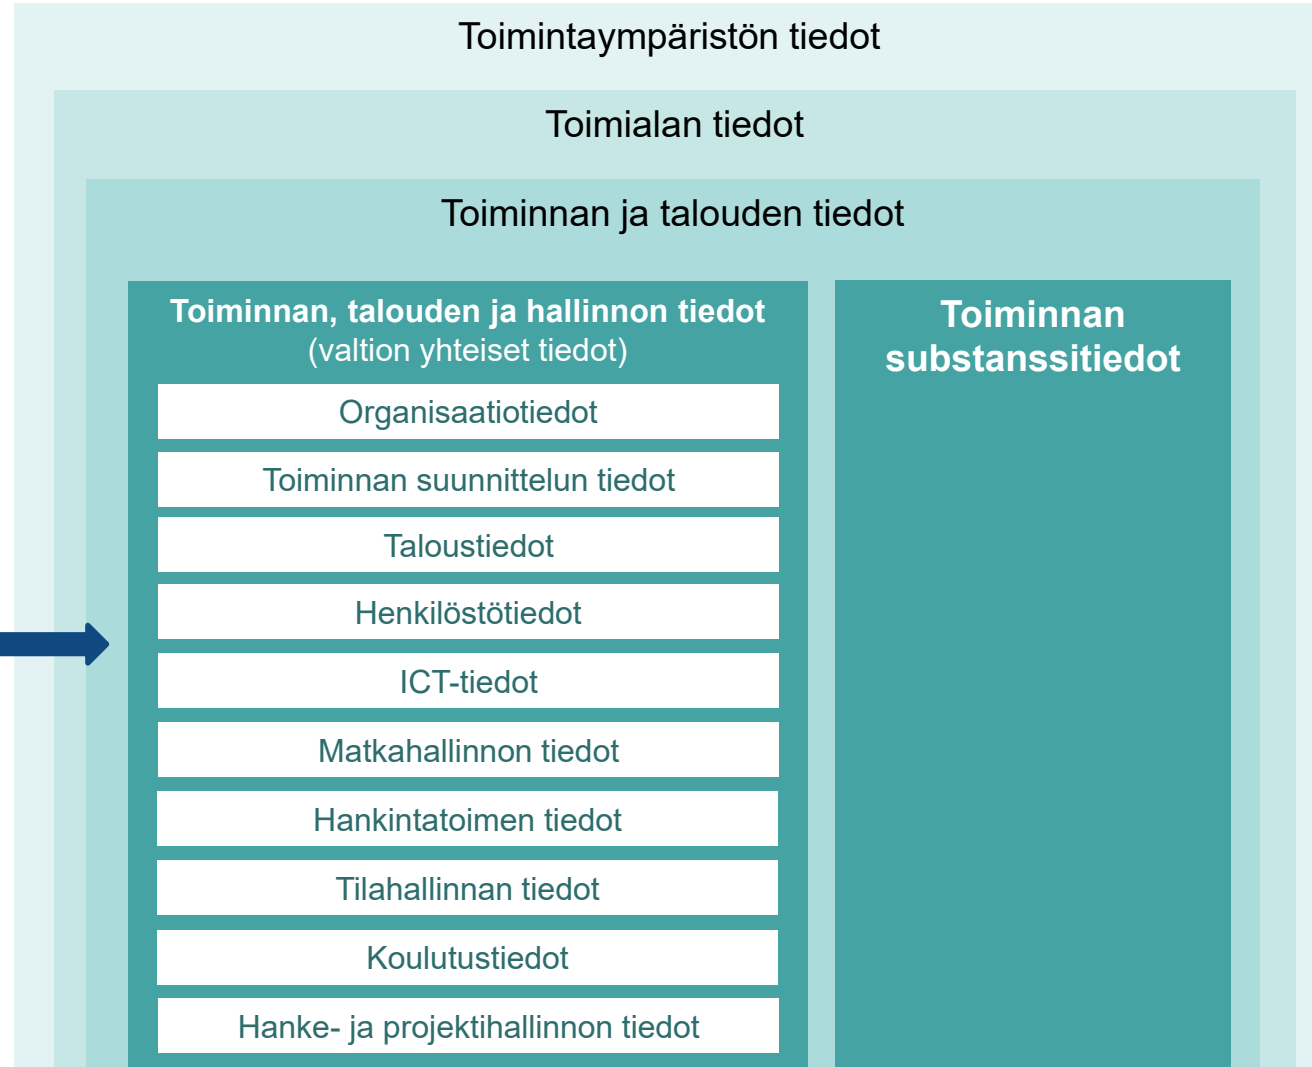 Toimintaympäristön tiedot
Toimialan tiedot
Toiminnan ja talouden tiedot
Toiminnan, talouden ja hallinnon tiedot
(valtion yhteiset tiedot)
Organisaatiotiedot
Toiminnan suunnittelun tiedot
Taloustiedot
Henkilöstötiedot
ICT-tiedot
Matkahallinnon tiedot
Hankintatoimen tiedot
Tilahallinnan tiedot
Koulutustiedot
Hanke- ja projektihallinnon tiedot
Toiminnan
substanssitiedot